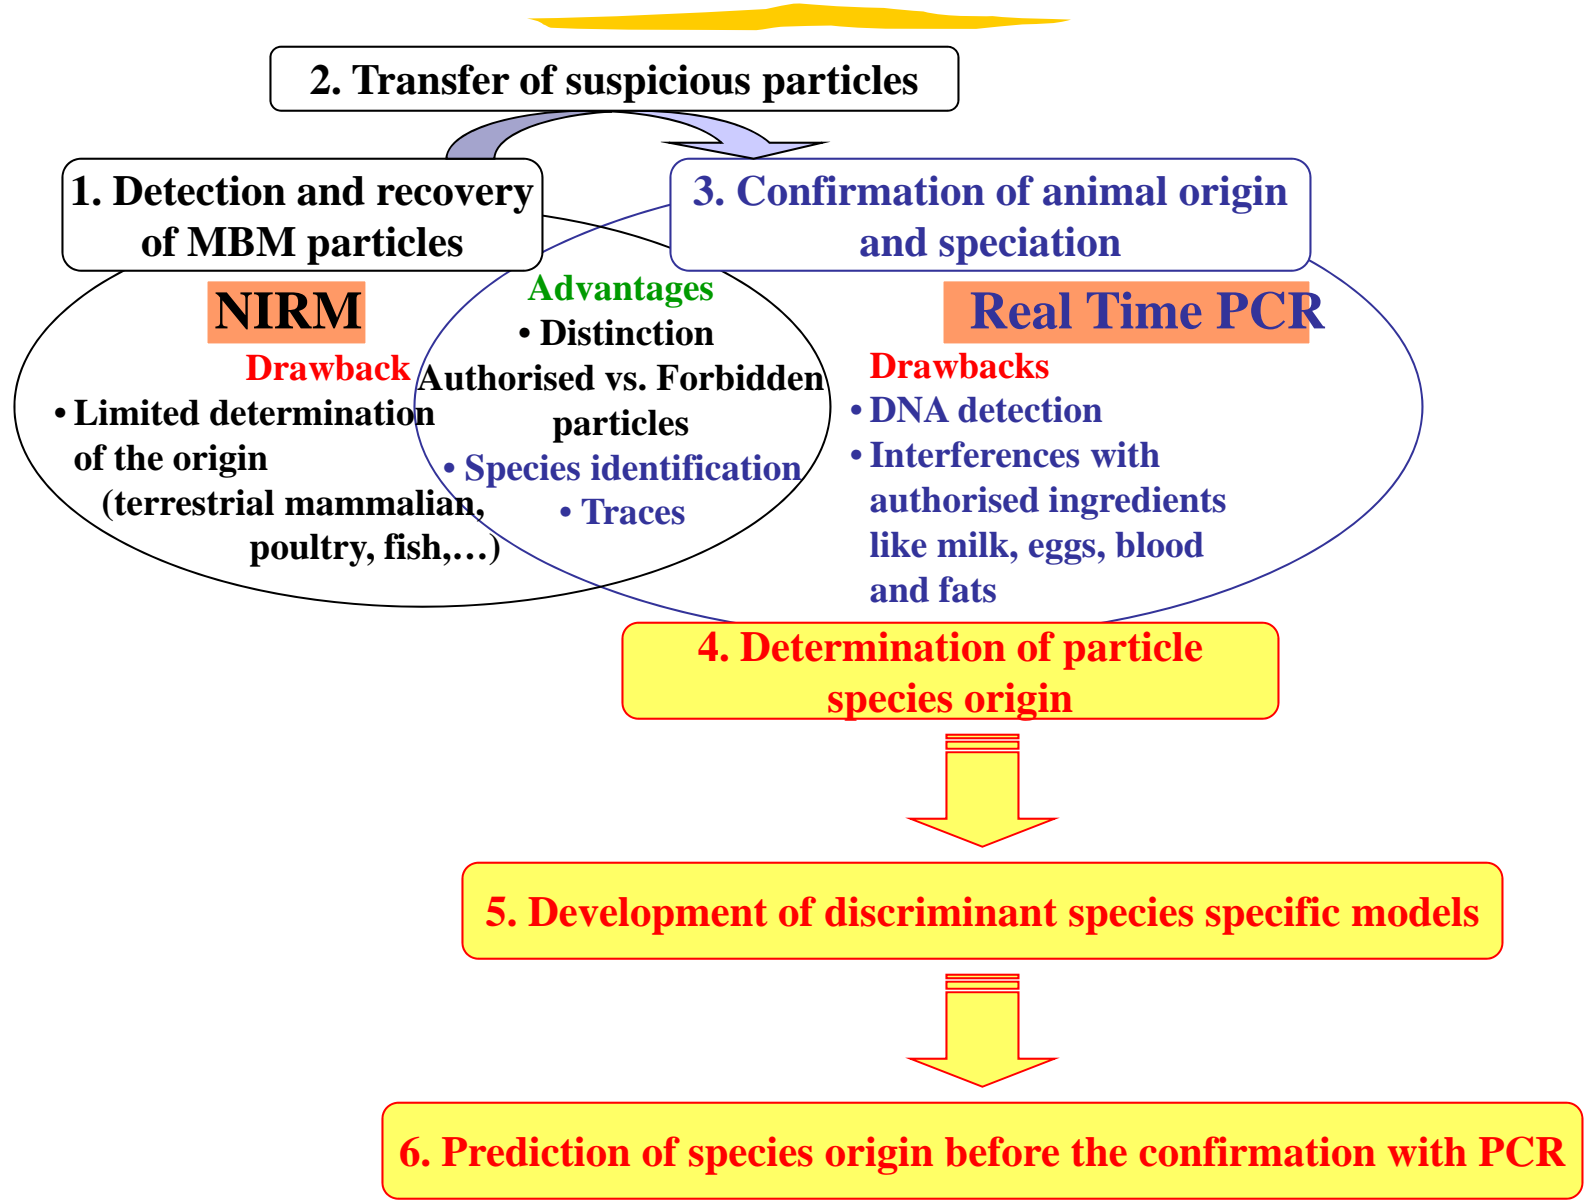 2. Transfer of suspicious particles
1. Detection and recovery
of MBM particles
3. Confirmation of animal origin
and speciation
NIRM
Drawback
• Limited determination
of the origin
(terrestrial mammalian,
poultry, fish,…)
Advantages
• Distinction
Authorised vs. Forbidden
particles
• Species identification
• Traces
Real Time PCR
Drawbacks
• DNA detection
• Interferences with
authorised ingredients
like milk, eggs, blood
and fats
4. Determination of particle
species origin
5. Development of discriminant species specific models
6. Prediction of species origin before the confirmation with PCR